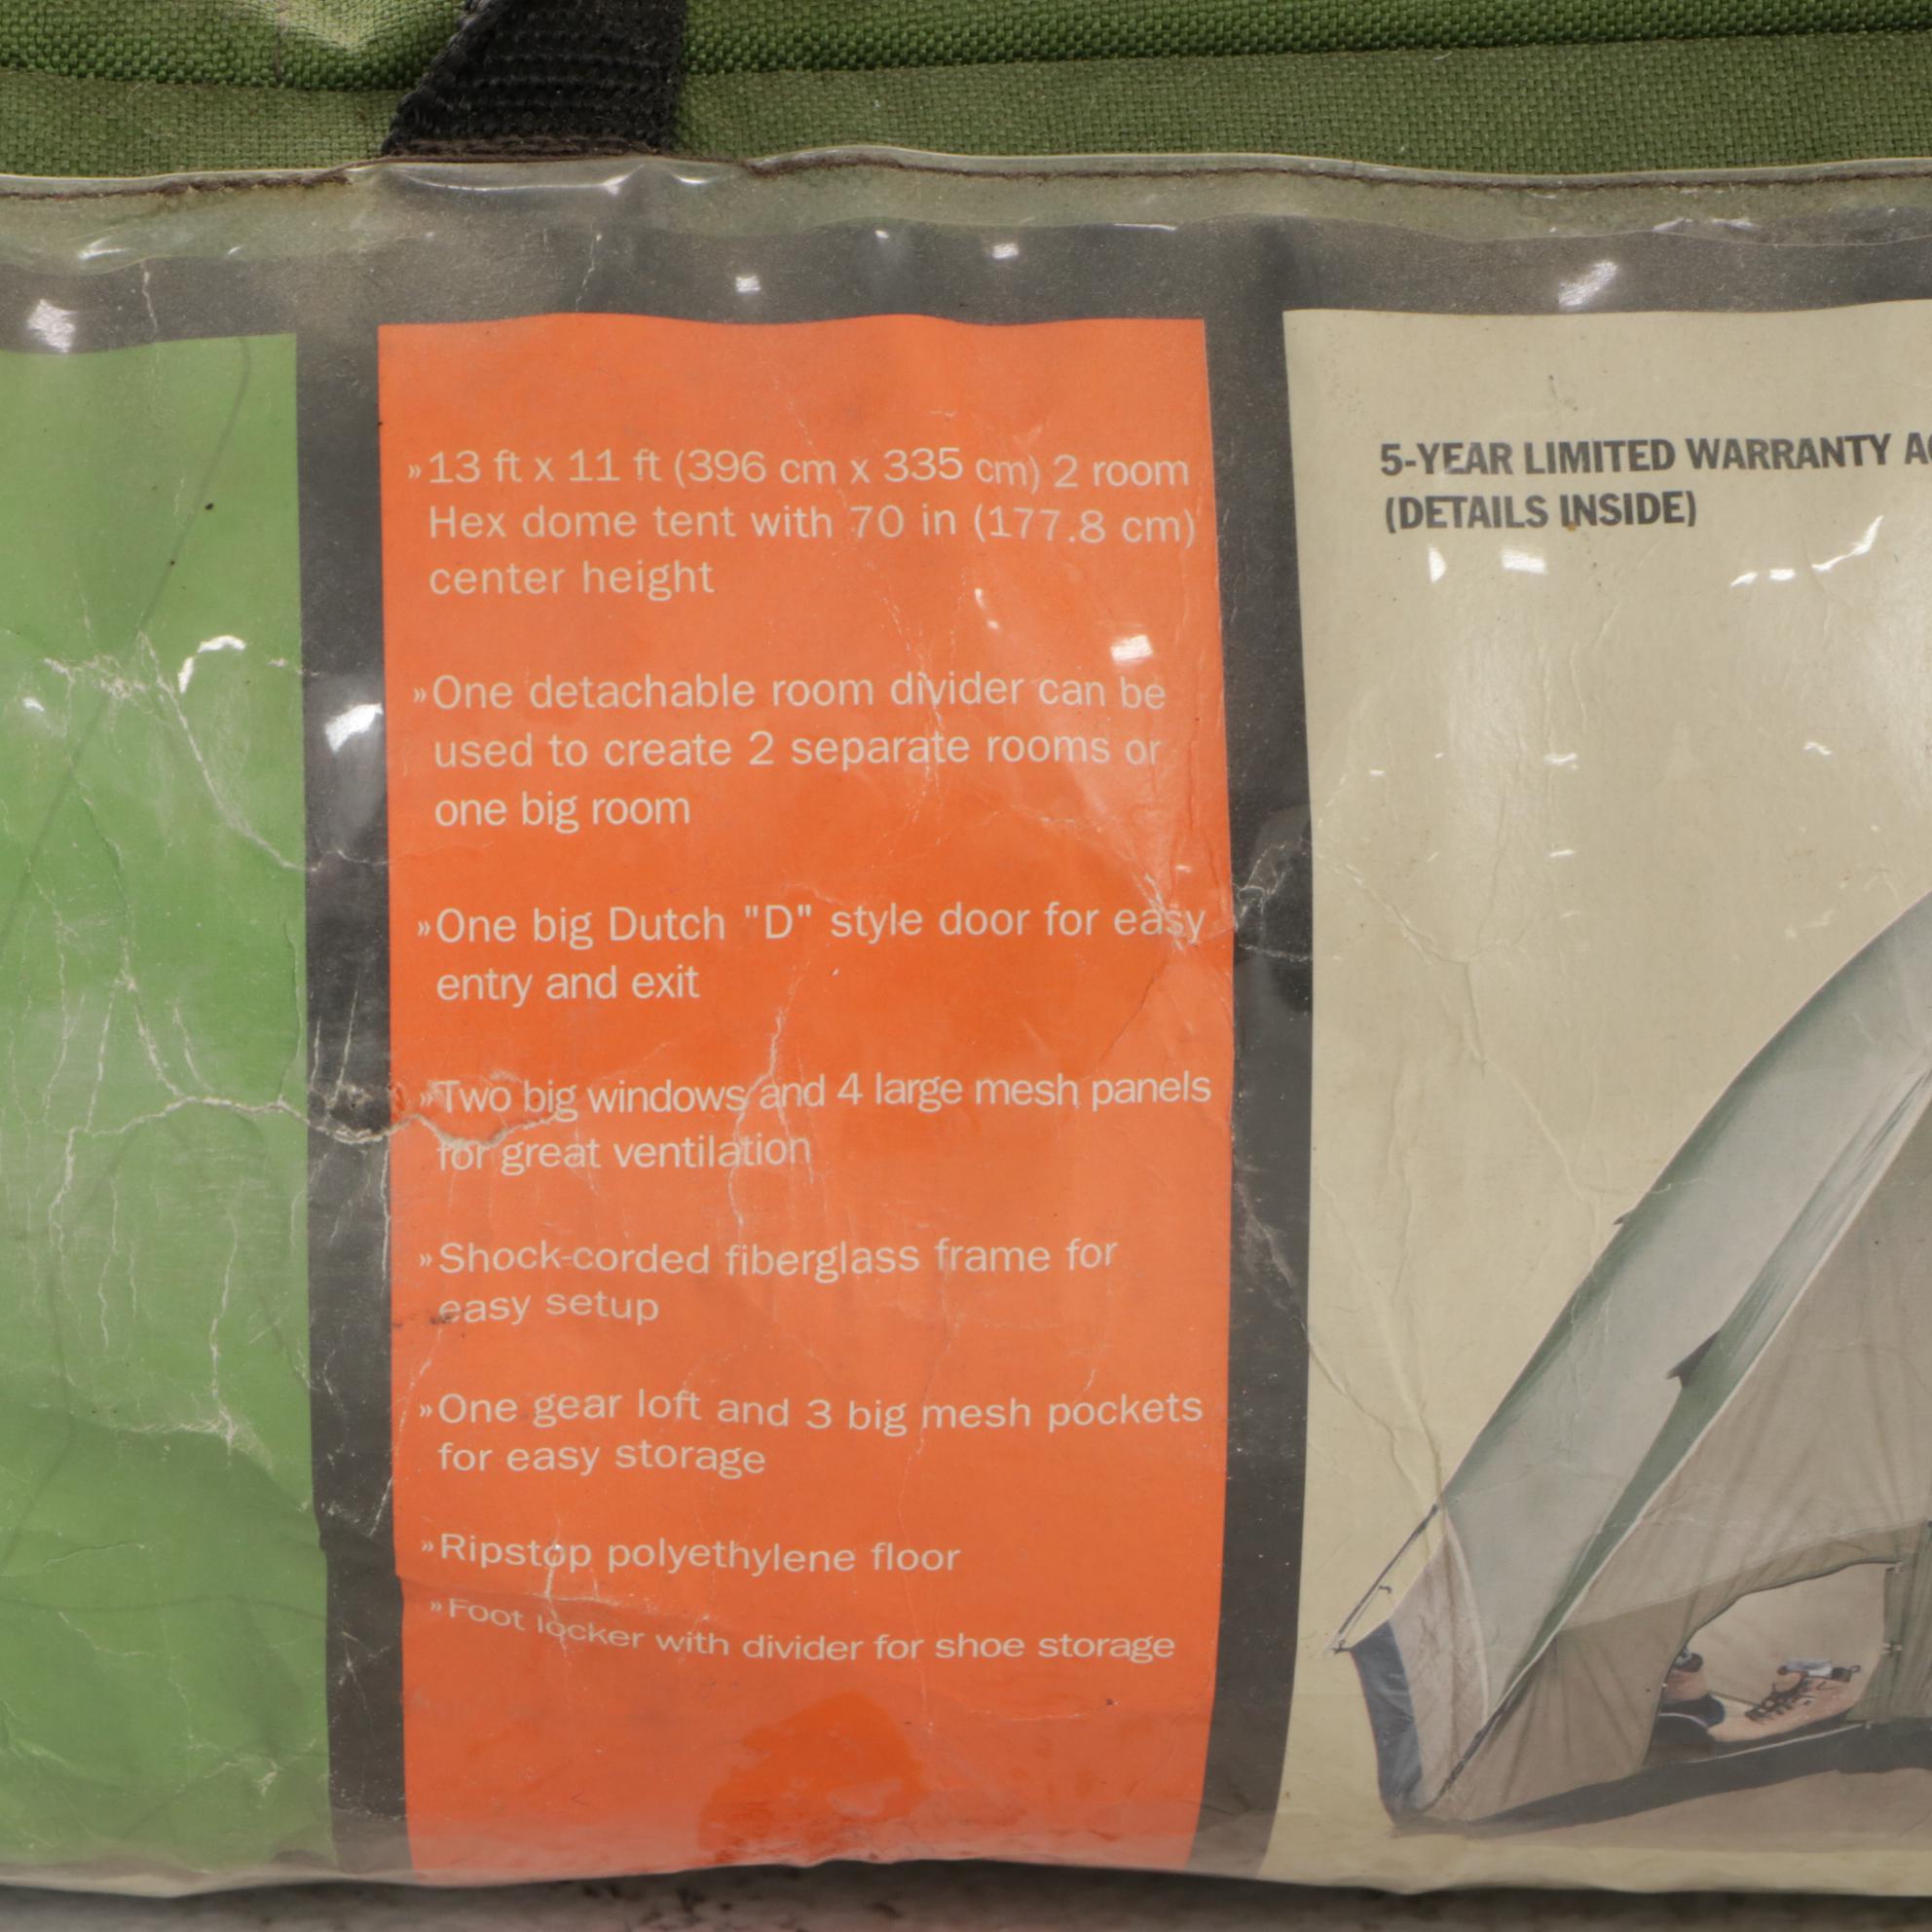 »13 ft x 11 ft (396 cm x 335 cm) 2 room
Hex dome tent with 70 in (177.8 cm)
center height
»One detachable room divider can be
used to create 2 separate rooms or
one big room
»One big Dutch "D" style door for easy
entry and exit
»Two big windows and 4 large mesh panels
for great ventilation
»Shock-corded fiberglass frame for
easy setup
»One gear loft and 3 big mesh pockets
for easy storage
»Ripstop polyethylene floor
»Foot locker with divider for shoe storage
5-YEAR LIMITED WARRANTY
(DETAILS INSIDE)